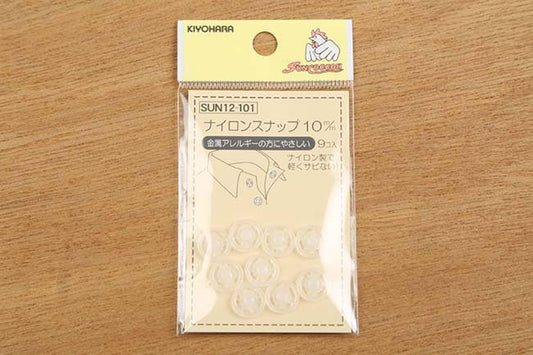 KIYOHARA
SUNCOCCOH
SUN12-101
ナイロンスナップ 10m/m
金属アレルギーの方にやさしい 9コ入
ナイロン製で
軽くサビない